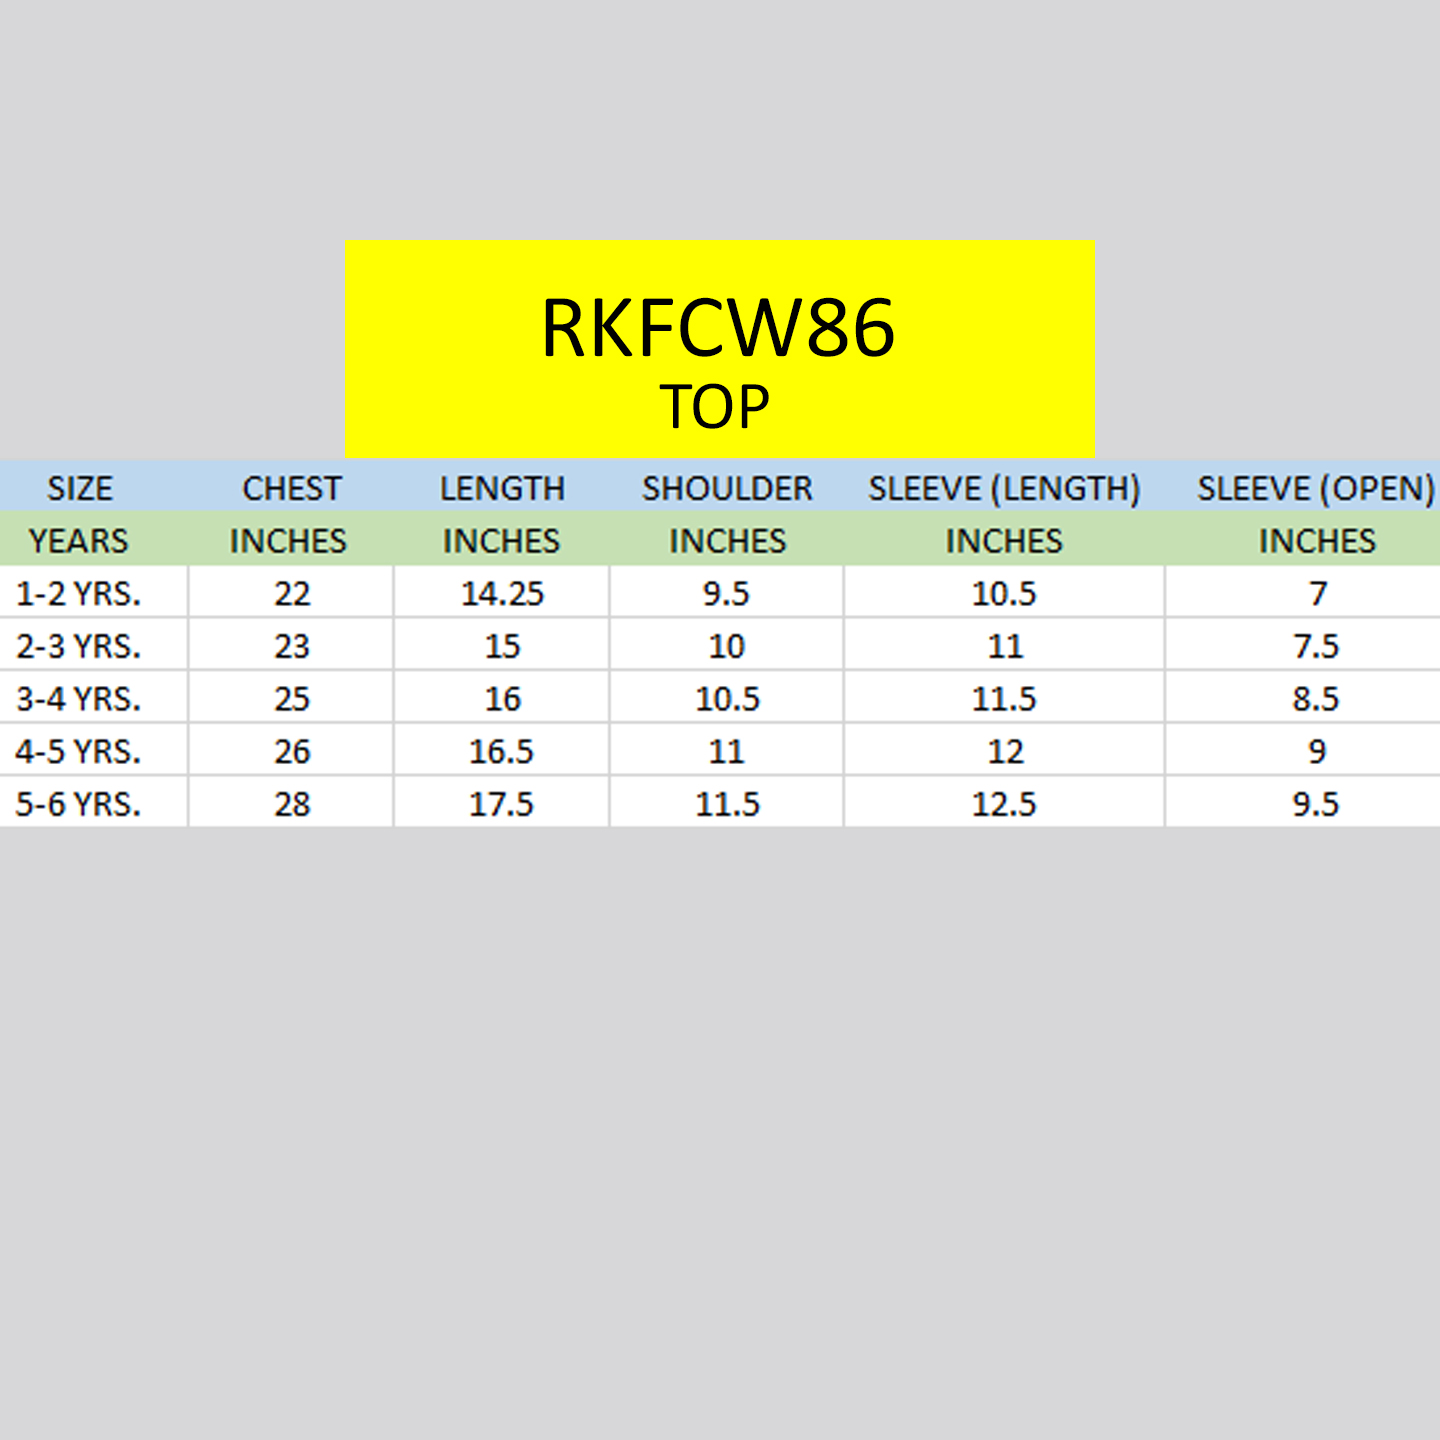 RKFCW86
TOP
SIZE CHEST LENGTH SHOULDER SLEEVE (LENGTH) SLEEVE (OPEN)
YEARS INCHES INCHES INCHES INCHES INCHES
1-2 YRS. 22 14.25 9.5 10.5 7
2-3 YRS. 23 15 10 11 7.5
3-4 YRS. 25 16 10.5 11.5 8.5
4-5 YRS. 26 16.5 11 12 9
5-6 YRS. 28 17.5 11.5 12.5 9.5